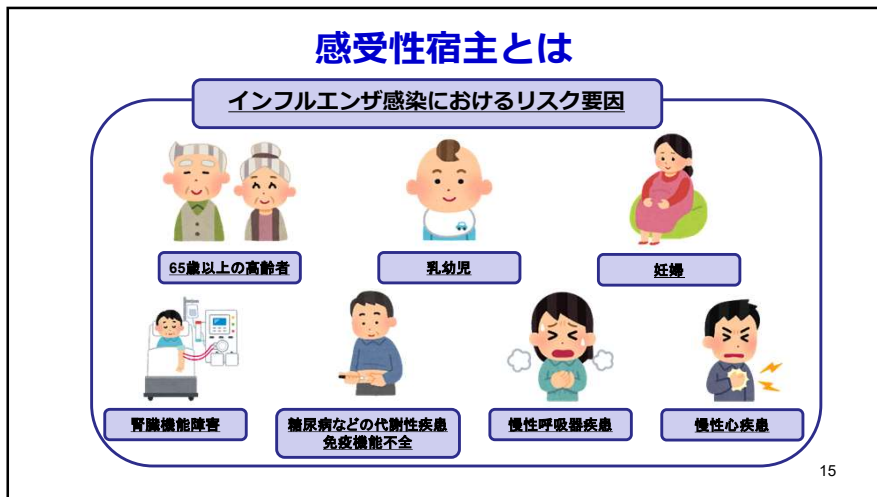 感受性宿主とは
インフルエンザ感染におけるリスク要因
65歳以上の高齢者
乳幼児
妊婦
腎臓機能障害
糖尿病などの代謝性疾患
免疫機能不全
慢性呼吸器疾患
慢性心疾患
15